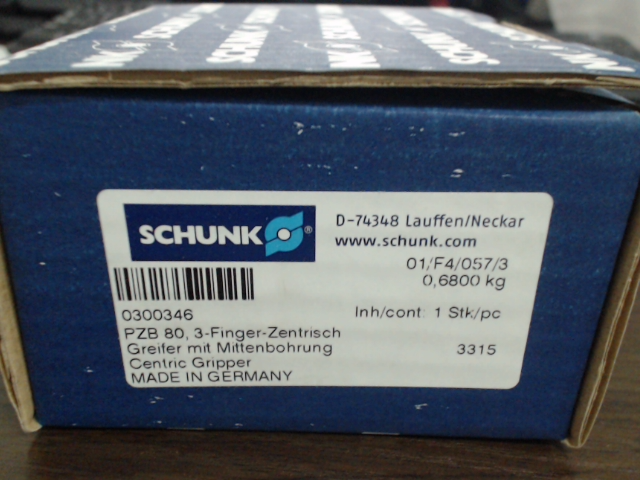 SCHUNK
SCHUNK ®
D-74348 Lauffen/Neckar
www.schunk.com
01/F4/057/3
0,6800 kg
0300346
Inh/cont: 1 Stk/pc
PZB 80, 3-Finger-Zentrisch
Greifer mit Mittenbohrung
3315
Centric Gripper
MADE IN GERMANY